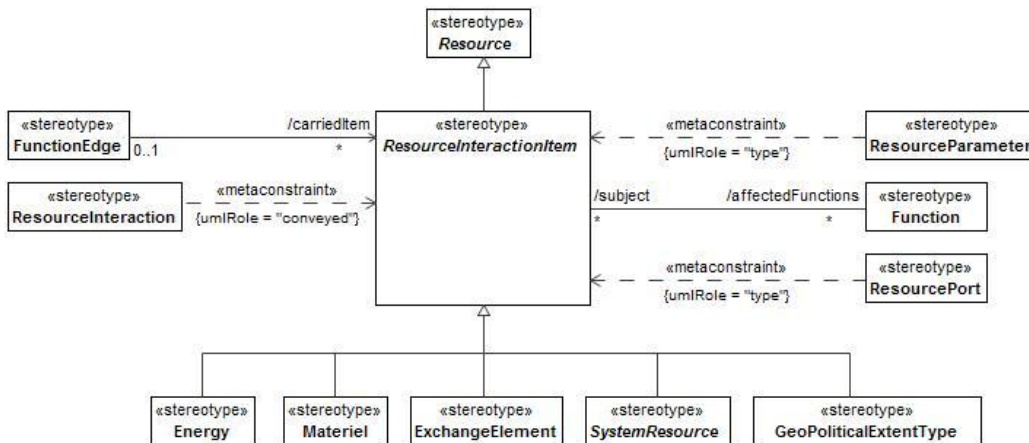 «stereotype»
Resource
«stereotype»
FunctionEdge
/carriedItem
0..1
*
«stereotype»
ResourceInteractionItem
«metaconstraint»
{umlRole = "type"}
«stereotype»
ResourceParameter
«stereotype»
ResourceInteraction
«metaconstraint»
{umlRole = "conveyed"}
/subject
/affectedFunctions
*
*
«stereotype»
Function
«metaconstraint»
{umlRole = "type"}
«stereotype»
ResourcePort
«stereotype»
Energy
«stereotype»
Materiel
«stereotype»
ExchangeElement
«stereotype»
SystemResource
«stereotype»
GeoPoliticalExtentType